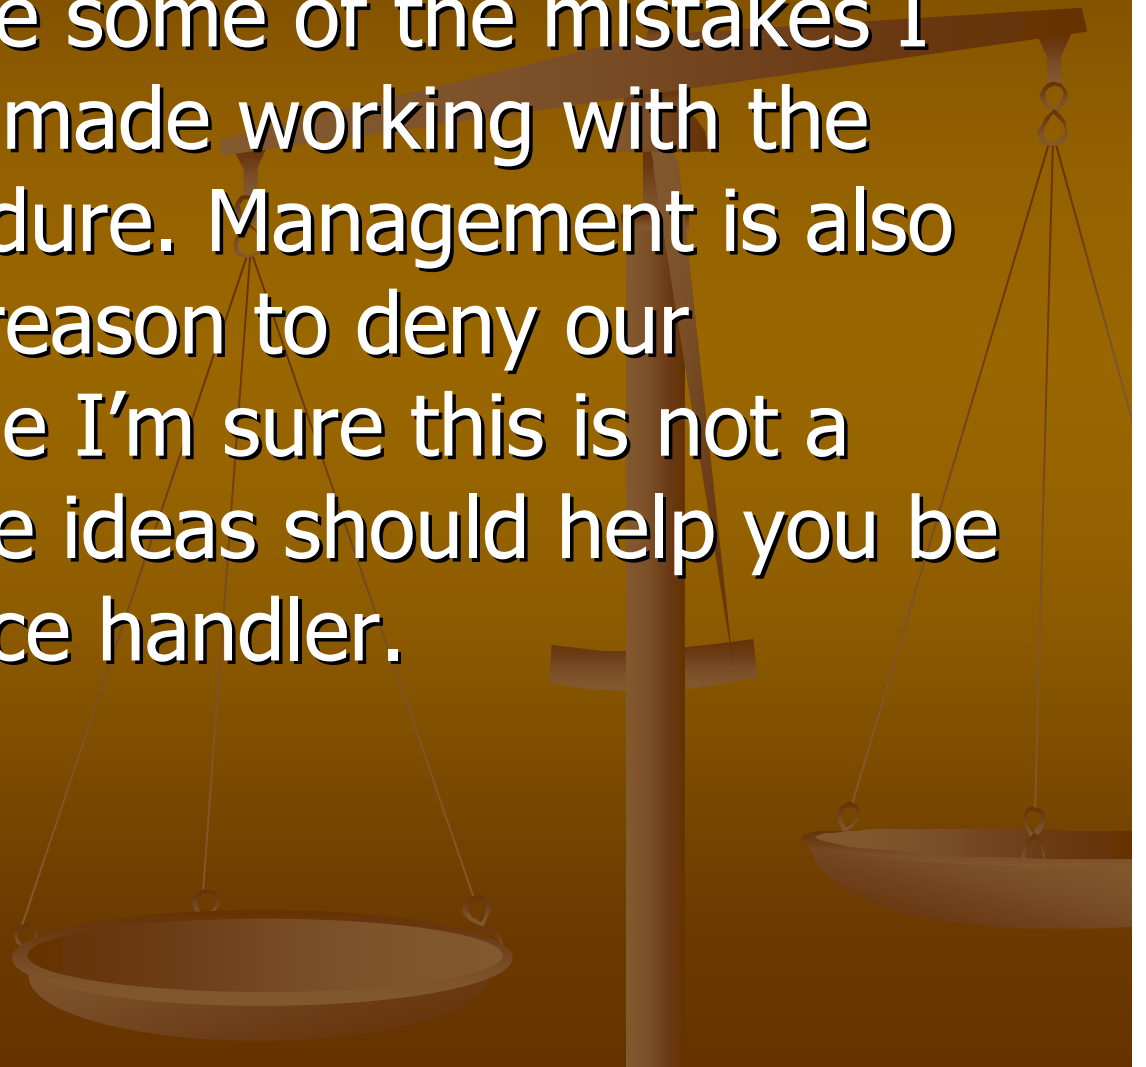 e some of the mistakes I
made working with the
dure. Management is also
reason to deny our
e I’m sure this is not a
e ideas should help you be
ce handler.